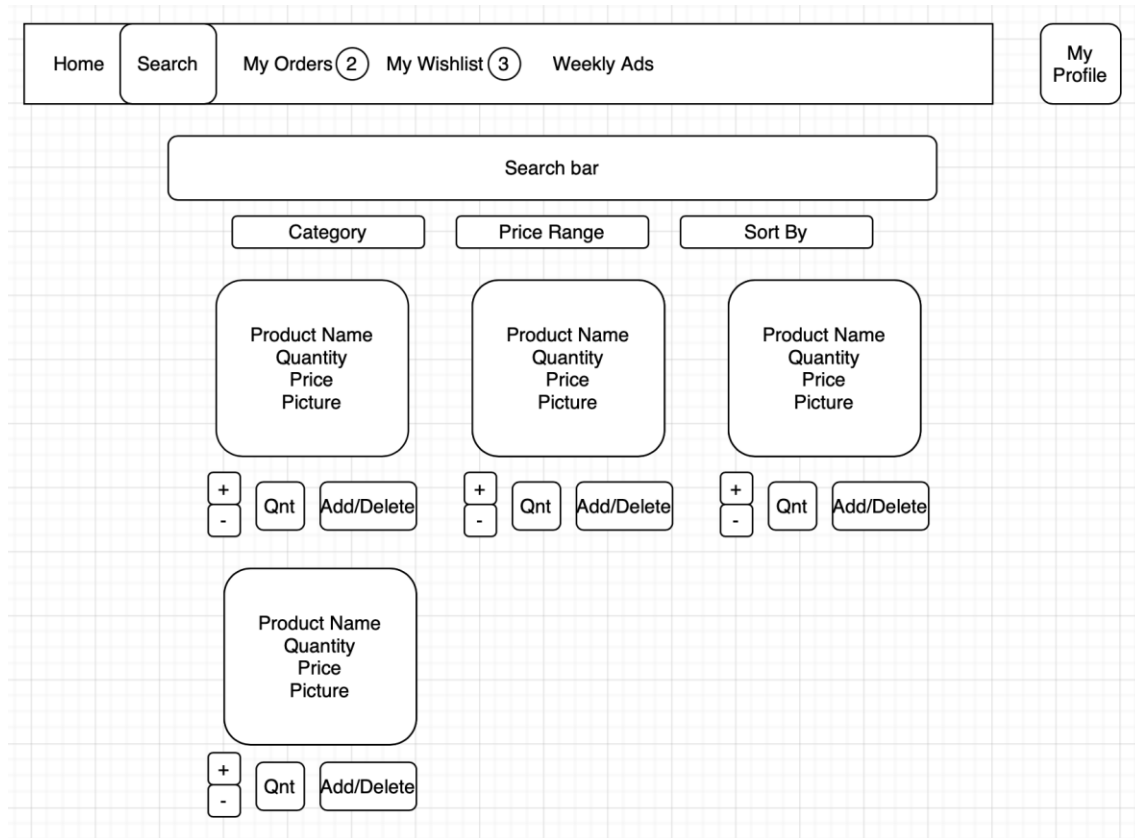 Home Search My Orders 2 My Wishlist 3 Weekly Ads
My
Profile
Search bar
Category Price Range Sort By
Product Name
Quantity
Price
Picture
Product Name
Quantity
Price
Picture
Product Name
Quantity
Price
Picture
+
-
Qnt
Add/Delete
+
-
Qnt
Add/Delete
+
-
Qnt
Add/Delete
Product Name
Quantity
Price
Picture
+
-
Qnt
Add/Delete